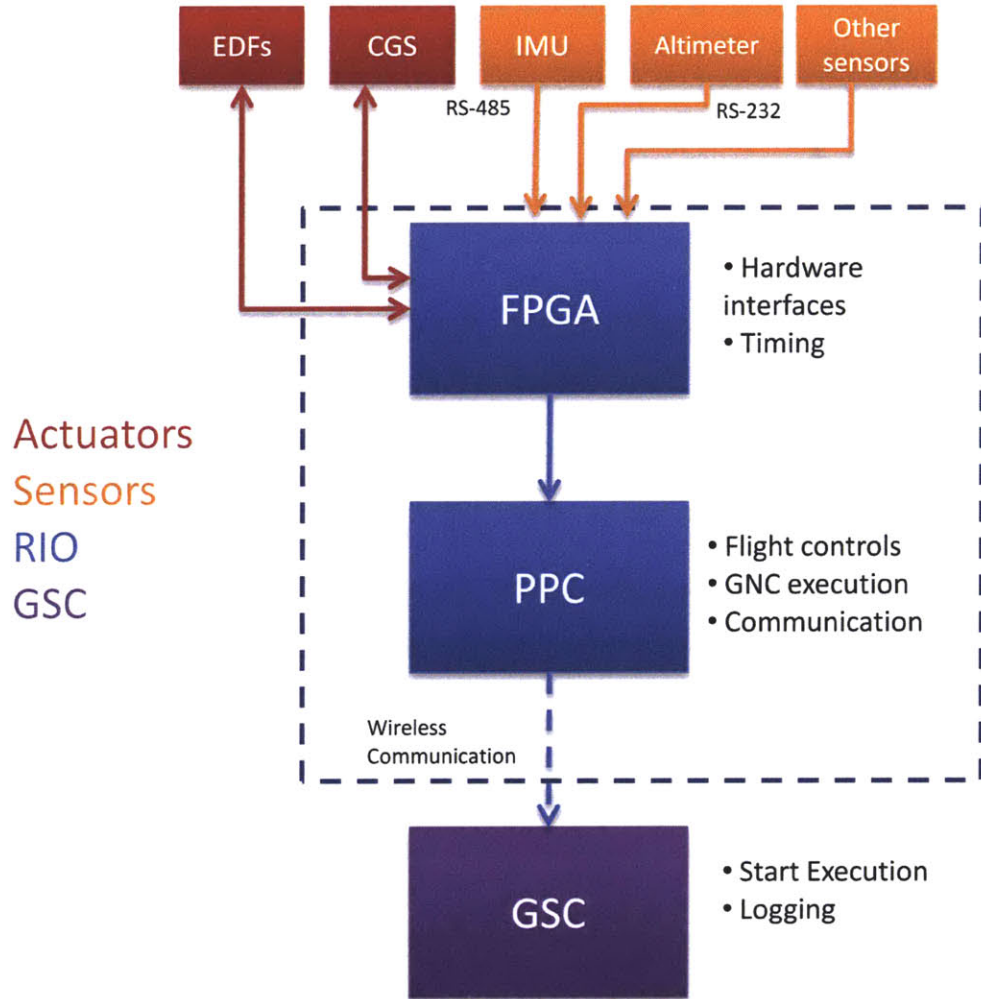 EDFs
CGS
IMU
Altimeter
Other
sensors
RS-485
RS-232
FPGA
• Hardware
interfaces
• Timing
Actuators
Sensors
RIO
GSC
PPC
• Flight controls
• GNC execution
• Communication
Wireless
Communication
GSC
• Start Execution
• Logging